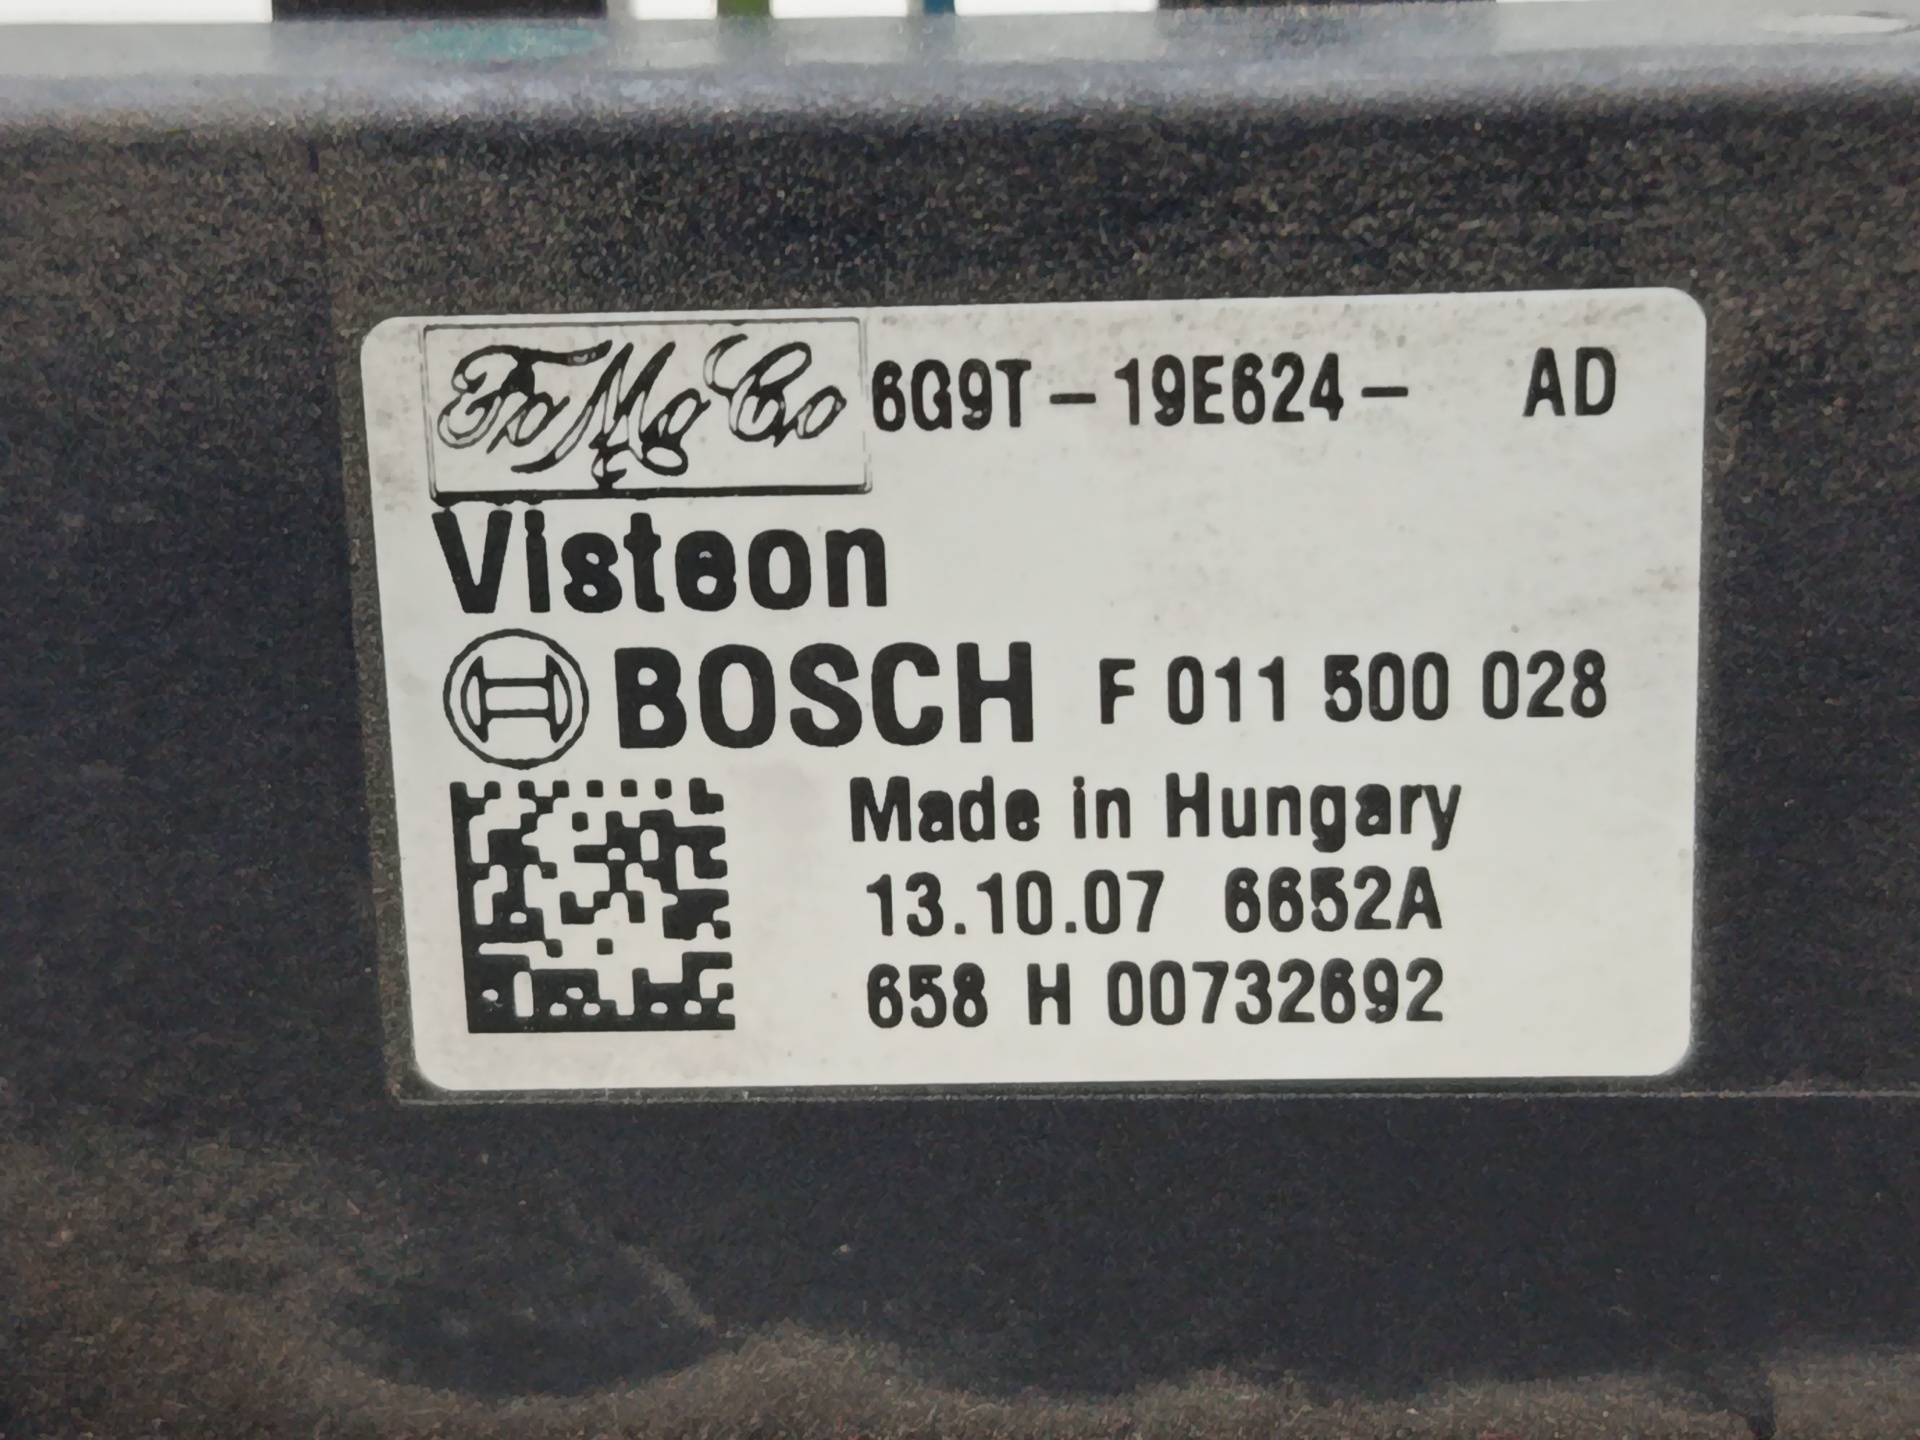 FoMoCo 6G9T-19E624- AD
Visteon
BOSCH F 011 500 028
Made in Hungary
13.10.07 6652A
658 H 00732692